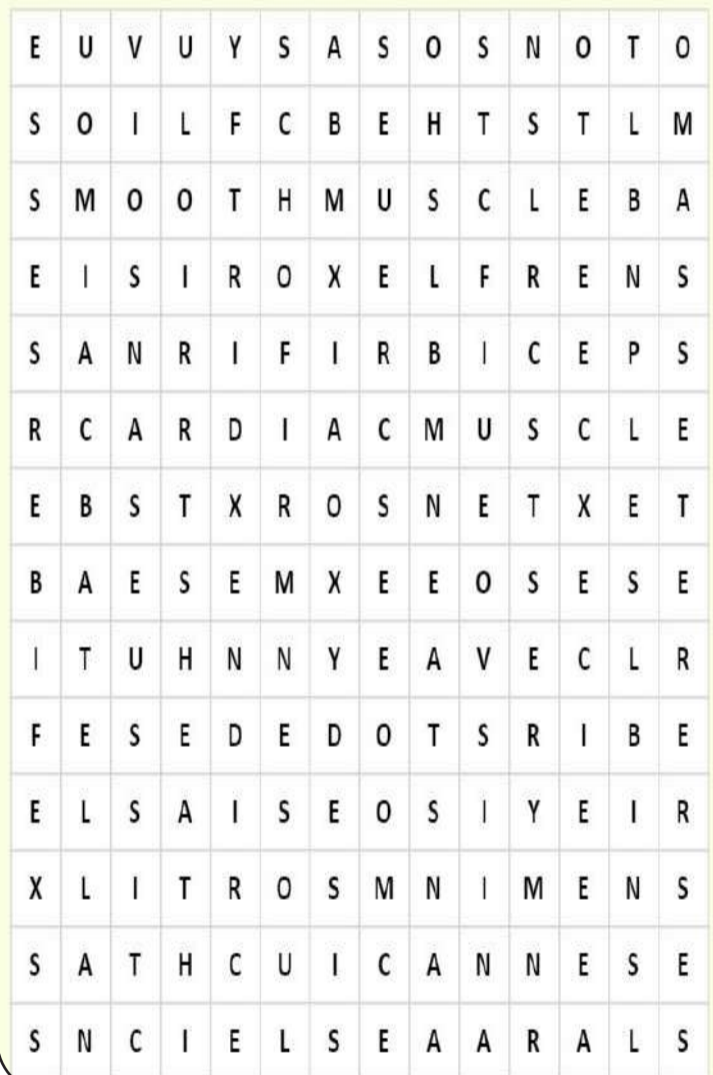 E U V U Y S A S O S N O T O
S O I L F C B E H T S T L M
S M O O T H M U S C L E B A
E I S I R O X E L F R E N S
S A N R I F I R B I C E P S
R C A R D I A C M U S C L E
E B S T X R O S N E T X E T
B A E S E M X E E O S E S E
I T U H N N Y E A V E C L R
F E S E D E D O T S R I B E
E L S A I S E O S I Y E I R
X L I T R O S M N I M E N S
S A T H C U I C A N N E S E
S N C I E L S E A A R A L S